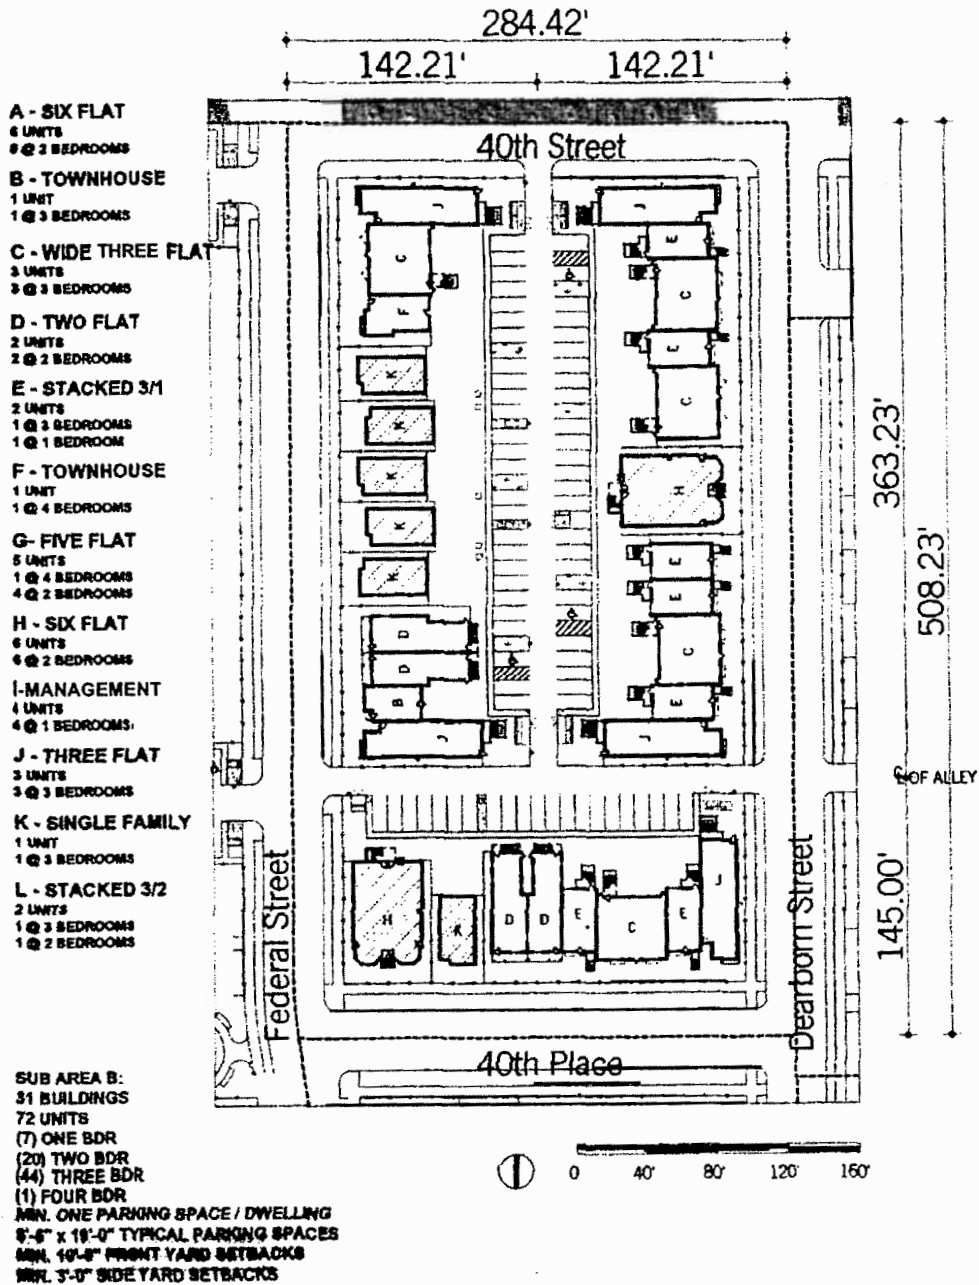 284.42'
142.21' 142.21'
A - SIX FLAT
6 UNITS
6 @ 2 BEDROOMS
B - TOWNHOUSE
1 UNIT
1 @ 3 BEDROOMS
C - WIDE THREE FLAT
3 UNITS
3 @ 3 BEDROOMS
D - TWO FLAT
2 UNITS
2 @ 2 BEDROOMS
E - STACKED 3/1
2 UNITS
1 @ 3 BEDROOMS
1 @ 1 BEDROOM
F - TOWNHOUSE
1 UNIT
1 @ 4 BEDROOMS
G- FIVE FLAT
5 UNITS
1 @ 4 BEDROOMS
4 @ 2 BEDROOMS
H - SIX FLAT
6 UNITS
6 @ 2 BEDROOMS
I-MANAGEMENT
4 UNITS
4 @ 1 BEDROOMS
J - THREE FLAT
3 UNITS
3 @ 3 BEDROOMS
K - SINGLE FAMILY
1 UNIT
1 @ 3 BEDROOMS
L - STACKED 3/2
2 UNITS
1 @ 3 BEDROOMS
1 @ 2 BEDROOMS
40th Street
J J
C E
F C
K E
K C
K H
K E
K E
D C
D E
B
J J
363.23'
508.23'
145.00'
OF ALLEY
H K D D E C E J
Federal Street
Dearborn Street
40th Place
SUB AREA B:
31 BUILDINGS
72 UNITS
(7) ONE BDR
(20) TWO BDR
(44) THREE BDR
(1) FOUR BDR
MIN. ONE PARKING SPACE / DWELLING
8'-6" x 18'-0" TYPICAL PARKING SPACES
MIN. FRONT YARD SETBACKS
MIN. 3'-0" SIDE YARD SETBACKS
0 40' 80' 120' 160'